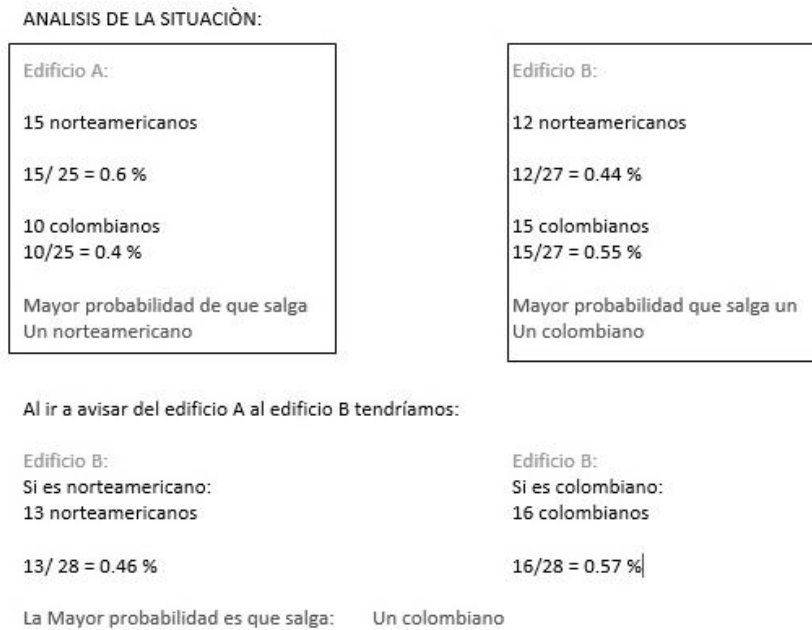 ANALISIS DE LA SITUACIÒN:
Edificio A:
15 norteamericanos
15/ 25 = 0.6 %
10 colombianos
10/25 = 0.4 %
Mayor probabilidad de que salga
Un norteamericano
Edificio B:
12 norteamericanos
12/27 = 0.44 %
15 colombianos
15/27 = 0.55 %
Mayor probabilidad que salga un
Un colombiano
Al ir a avisar del edificio A al edificio B tendríamos:
Edificio B:
Si es norteamericano:
13 norteamericanos
13/ 28 = 0.46 %
Edificio B:
Si es colombiano:
16 colombianos
16/28 = 0.57 %
La Mayor probabilidad es que salga: Un colombiano